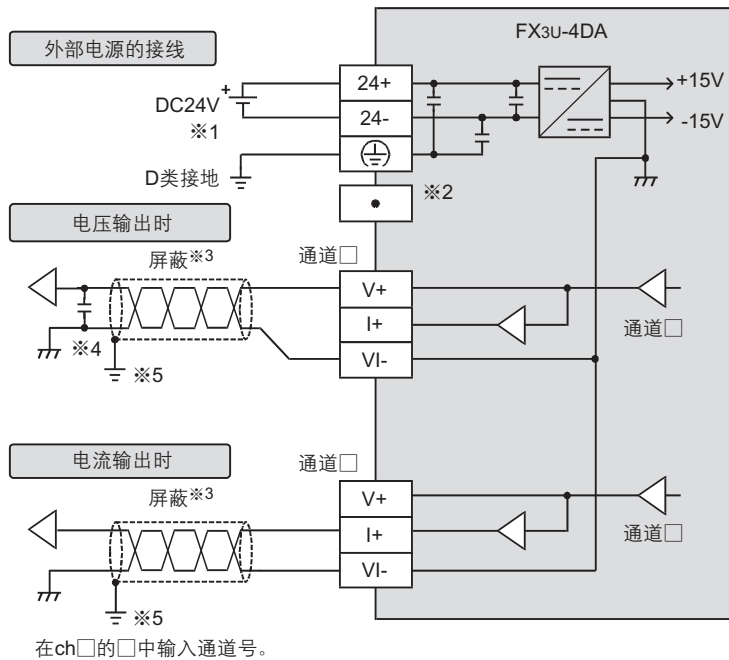 FX3U-4DA
外部电源的接线
24+
+15V
DC24V
+
※1
24-
-15V
D类接地
※2
电压输出时
屏蔽※3
通道□
V+
I+
通道□
VI-
※4
※5
电流输出时
屏蔽※3
通道□
V+
I+
通道□
VI-
※5
在ch□的□中输入通道号。